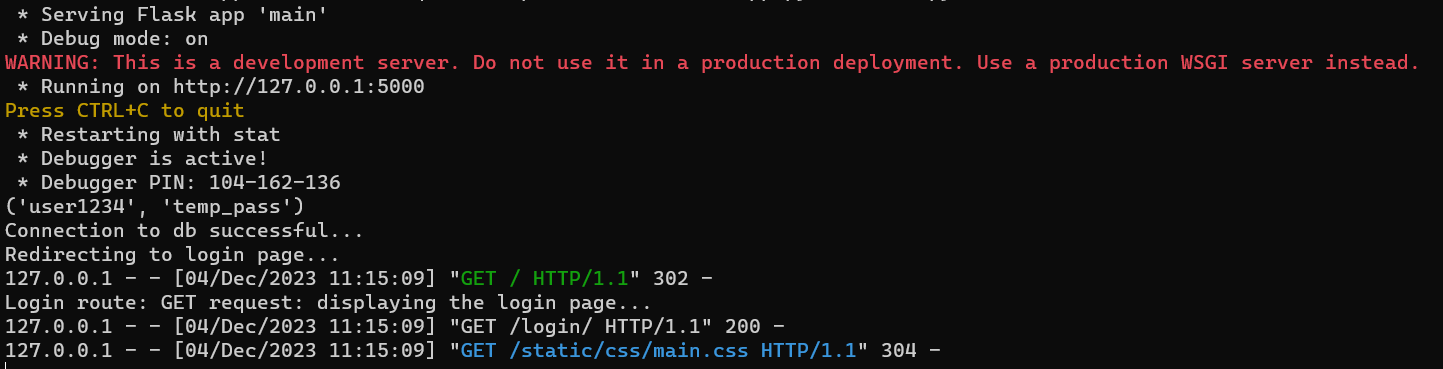 * Serving Flask app 'main'
* Debug mode: on
WARNING: This is a development server. Do not use it in a production deployment. Use a production WSGI server instead.
* Running on http://127.0.0.1:5000
Press CTRL+C to quit
* Restarting with stat
* Debugger is active!
* Debugger PIN: 104-162-136
('user1234', 'temp_pass')
Connection to db successful...
Redirecting to login page...
127.0.0.1 - - [04/Dec/2023 11:15:09] "GET / HTTP/1.1" 302 -
Login route: GET request: displaying the login page...
127.0.0.1 - - [04/Dec/2023 11:15:09] "GET /login/ HTTP/1.1" 200 -
127.0.0.1 - - [04/Dec/2023 11:15:09] "GET /static/css/main.css HTTP/1.1" 304 -